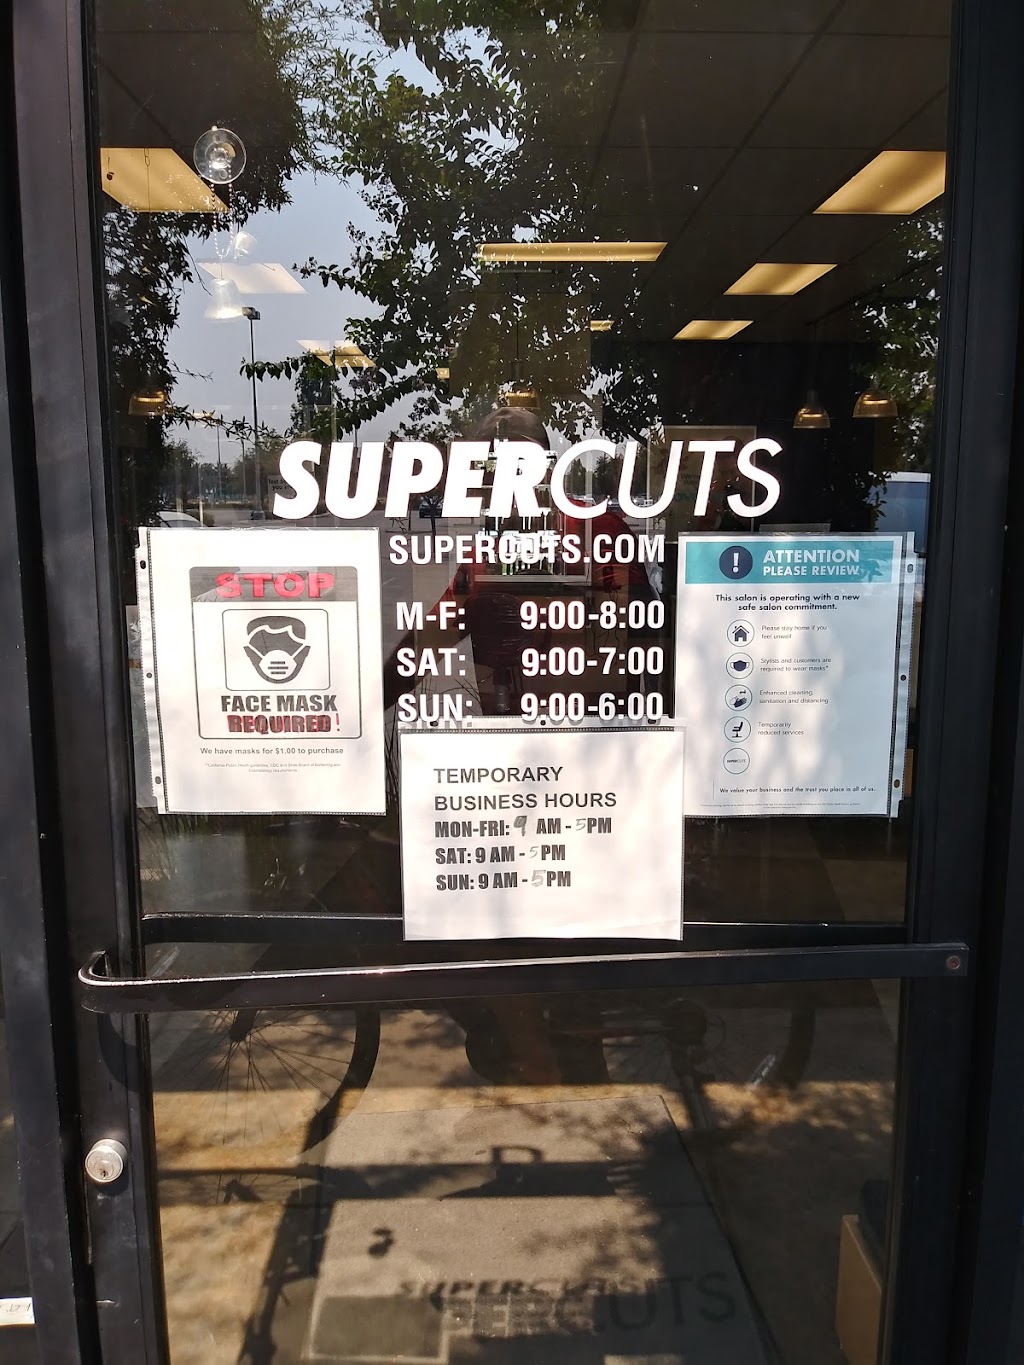 SUPERCUTS
SUPERCUTS.COM
M-F: 9:00-8:00
SAT: 9:00-7:00
SUN: 9:00-6:00
STOP
FACE MASK
REQUIRED!
We have masks for $1.00 to purchase
ATTENTION
PLEASE REVIEW
This salon is operating with a new
safe salon commitment.
Please stay home if you
feel unwell
Stylists and customers are
required to wear masks*
Enhanced cleaning,
sanitation and distancing
Temporarily
reduced services
SUPERCUTS
We value your business and the trust you place in all of us.
TEMPORARY
BUSINESS HOURS
MON-FRI: 9 AM - 5PM
SAT: 9 AM - 5PM
SUN: 9 AM - 5PM
SUPERCUTS